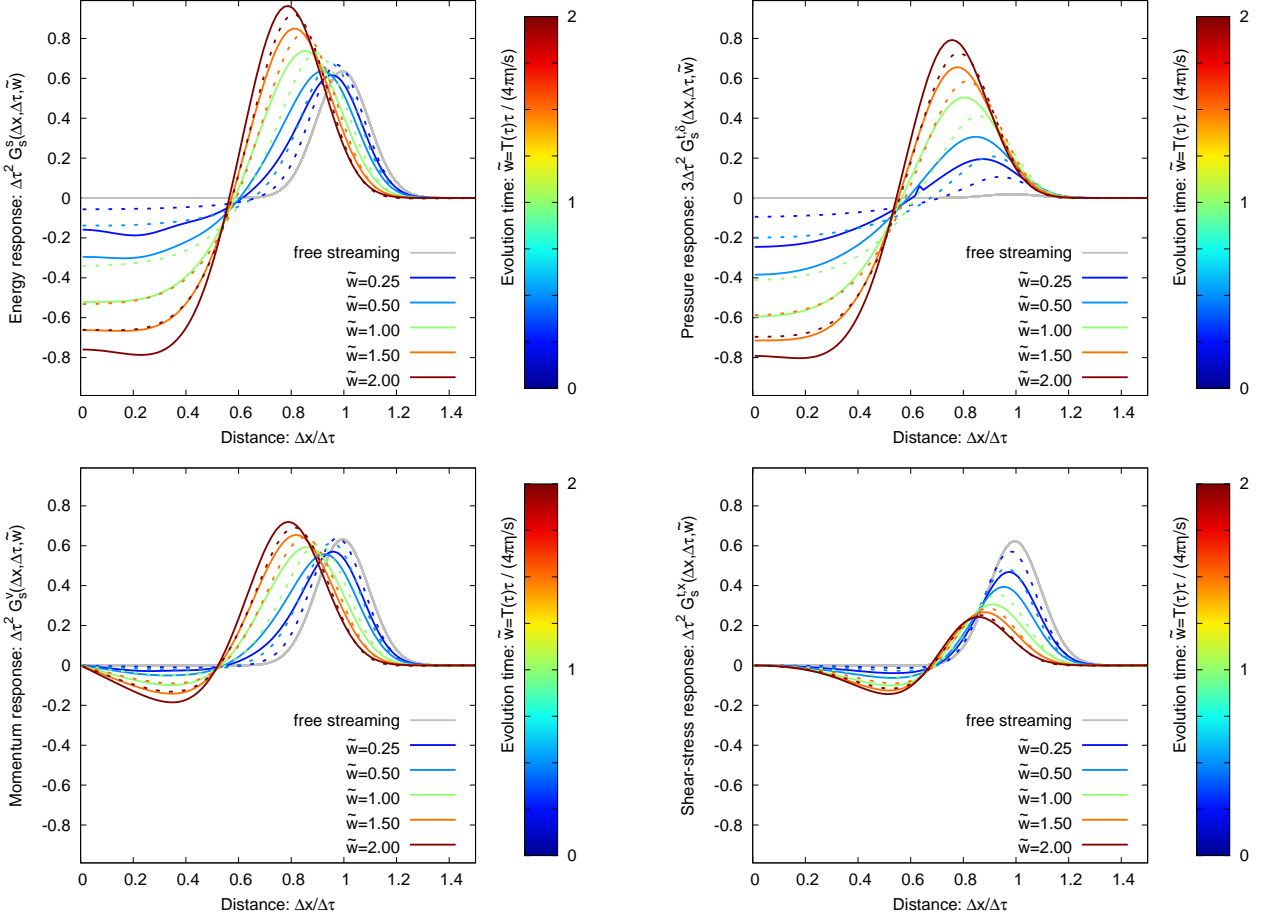 Energy response: Δτ² G_s^s(Δx,Δτ,w̃)
0.8
0.6
0.4
0.2
0
-0.2
-0.4
-0.6
-0.8
0 0.2 0.4 0.6 0.8 1 1.2 1.4
Distance: Δx/Δτ
free streaming
w̃=0.25
w̃=0.50
w̃=1.00
w̃=1.50
w̃=2.00
Evolution time: w̃=T(τ)τ / (4πη/s)
2
1
0
Pressure response: 3Δτ² G_s^{t,δ}(Δx,Δτ,w̃)
0.8
0.6
0.4
0.2
0
-0.2
-0.4
-0.6
-0.8
0 0.2 0.4 0.6 0.8 1 1.2 1.4
Distance: Δx/Δτ
free streaming
w̃=0.25
w̃=0.50
w̃=1.00
w̃=1.50
w̃=2.00
Evolution time: w̃=T(τ)τ / (4πη/s)
2
1
0
Momentum response: Δτ² G_s^v(Δx,Δτ,w̃)
0.8
0.6
0.4
0.2
0
-0.2
-0.4
-0.6
-0.8
0 0.2 0.4 0.6 0.8 1 1.2 1.4
Distance: Δx/Δτ
free streaming
w̃=0.25
w̃=0.50
w̃=1.00
w̃=1.50
w̃=2.00
Evolution time: w̃=T(τ)τ / (4πη/s)
2
1
0
Shear-stress response: Δτ² G_s^{t,x}(Δx,Δτ,w̃)
0.8
0.6
0.4
0.2
0
-0.2
-0.4
-0.6
-0.8
0 0.2 0.4 0.6 0.8 1 1.2 1.4
Distance: Δx/Δτ
free streaming
w̃=0.25
w̃=0.50
w̃=1.00
w̃=1.50
w̃=2.00
Evolution time: w̃=T(τ)τ / (4πη/s)
2
1
0